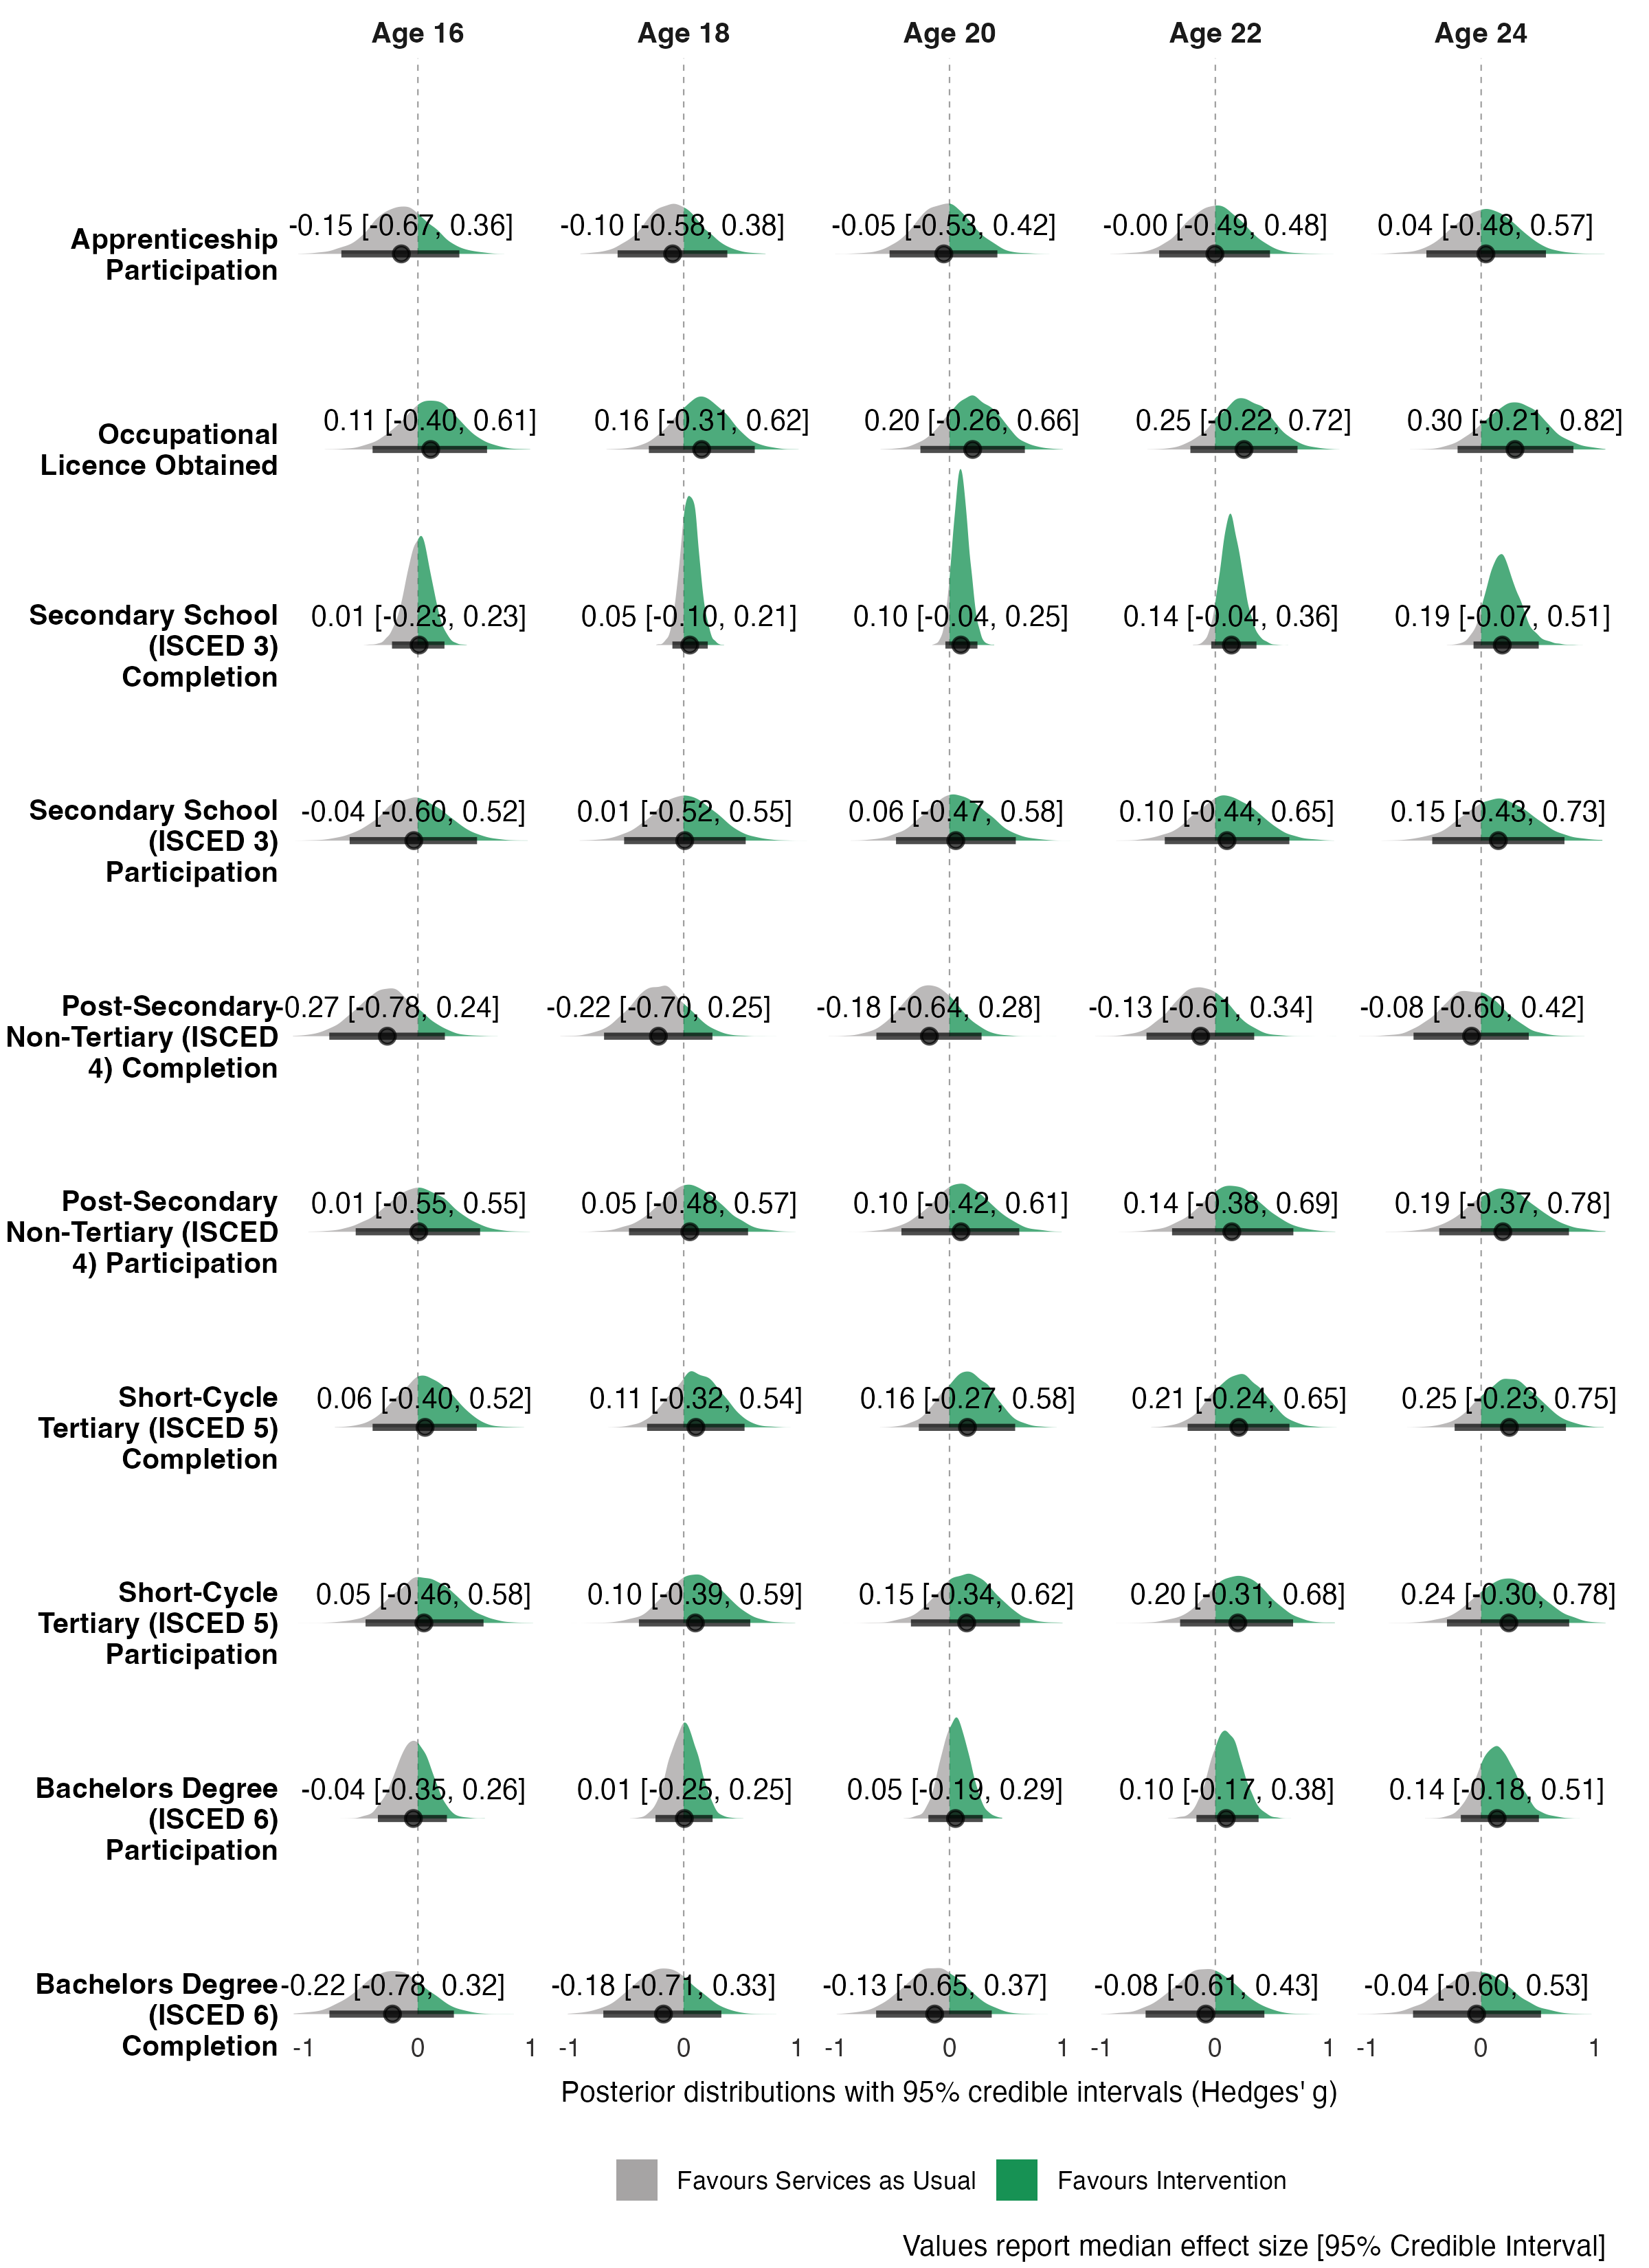 Age 16 Age 18 Age 20 Age 22 Age 24
-0.15 [-0.67, 0.36] -0.10 [-0.58, 0.38] -0.05 [-0.53, 0.42] -0.00 [-0.49, 0.48] 0.04 [-0.48, 0.57]
Apprenticeship
Participation
0.11 [-0.40, 0.61] 0.16 [-0.31, 0.62] 0.20 [-0.26, 0.66] 0.25 [-0.22, 0.72] 0.30 [-0.21, 0.82]
Occupational
Licence Obtained
Secondary School 0.01 [-0.23, 0.23] 0.05 [-0.10, 0.21] 0.10 [-0.04, 0.25] 0.14 [-0.04, 0.36] 0.19 [-0.07, 0.51]
(ISCED 3)
Completion
Secondary School -0.04 [-0.60, 0.52] 0.01 [-0.52, 0.55] 0.06 [-0.47, 0.58] 0.10 [-0.44, 0.65] 0.15 [-0.43, 0.73]
(ISCED 3)
Participation
Post-Secondary -0.27 [-0.78, 0.24] -0.22 [-0.70, 0.25] -0.18 [-0.64, 0.28] -0.13 [-0.61, 0.34] -0.08 [-0.60, 0.42]
Non-Tertiary (ISCED
4) Completion
Post-Secondary 0.01 [-0.55, 0.55] 0.05 [-0.48, 0.57] 0.10 [-0.42, 0.61] 0.14 [-0.38, 0.69] 0.19 [-0.37, 0.78]
Non-Tertiary (ISCED
4) Participation
Short-Cycle 0.06 [-0.40, 0.52] 0.11 [-0.32, 0.54] 0.16 [-0.27, 0.58] 0.21 [-0.24, 0.65] 0.25 [-0.23, 0.75]
Tertiary (ISCED 5)
Completion
Short-Cycle 0.05 [-0.46, 0.58] 0.10 [-0.39, 0.59] 0.15 [-0.34, 0.62] 0.20 [-0.31, 0.68] 0.24 [-0.30, 0.78]
Tertiary (ISCED 5)
Participation
Bachelors Degree -0.04 [-0.35, 0.26] 0.01 [-0.25, 0.25] 0.05 [-0.19, 0.29] 0.10 [-0.17, 0.38] 0.14 [-0.18, 0.51]
(ISCED 6)
Participation
Bachelors Degree -0.22 [-0.78, 0.32] -0.18 [-0.71, 0.33] -0.13 [-0.65, 0.37] -0.08 [-0.61, 0.43] -0.04 [-0.60, 0.53]
(ISCED 6)
Completion -1 0 1 -1 0 1 -1 0 1 -1 0 1 -1 0 1
Posterior distributions with 95% credible intervals (Hedges' g)
Favours Services as Usual Favours Intervention
Values report median effect size [95% Credible Interval]